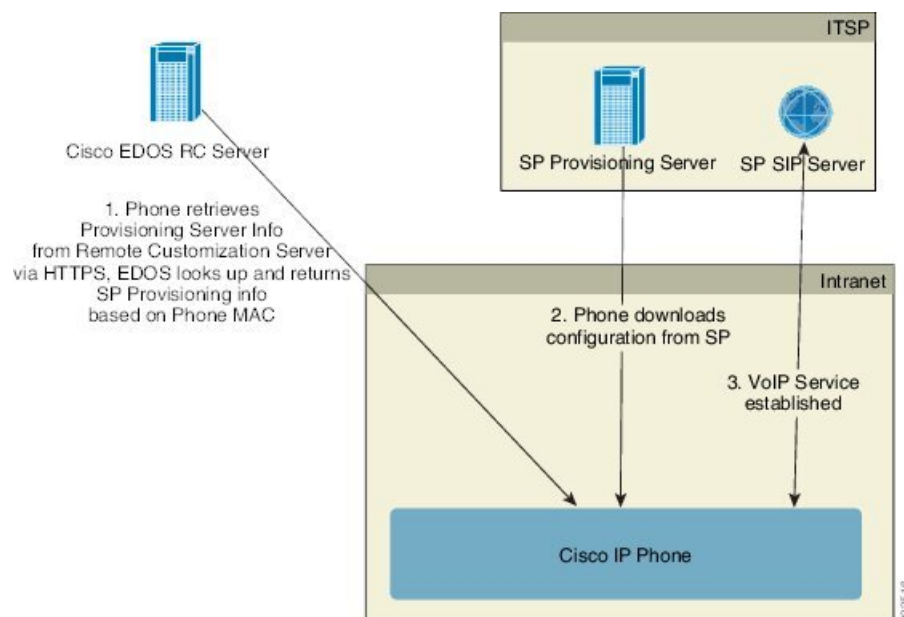 ITSP
Cisco EDOS RC Server
SP Provisioning Server
SP SIP Server
1. Phone retrieves
Provisioning Server Info
from Remote Customization Server
via HTTPS, EDOS looks up and returns
SP Provisioning info
based on Phone MAC
Intranet
2. Phone downloads
configuration from SP
3. VoIP Service
established
Cisco IP Phone